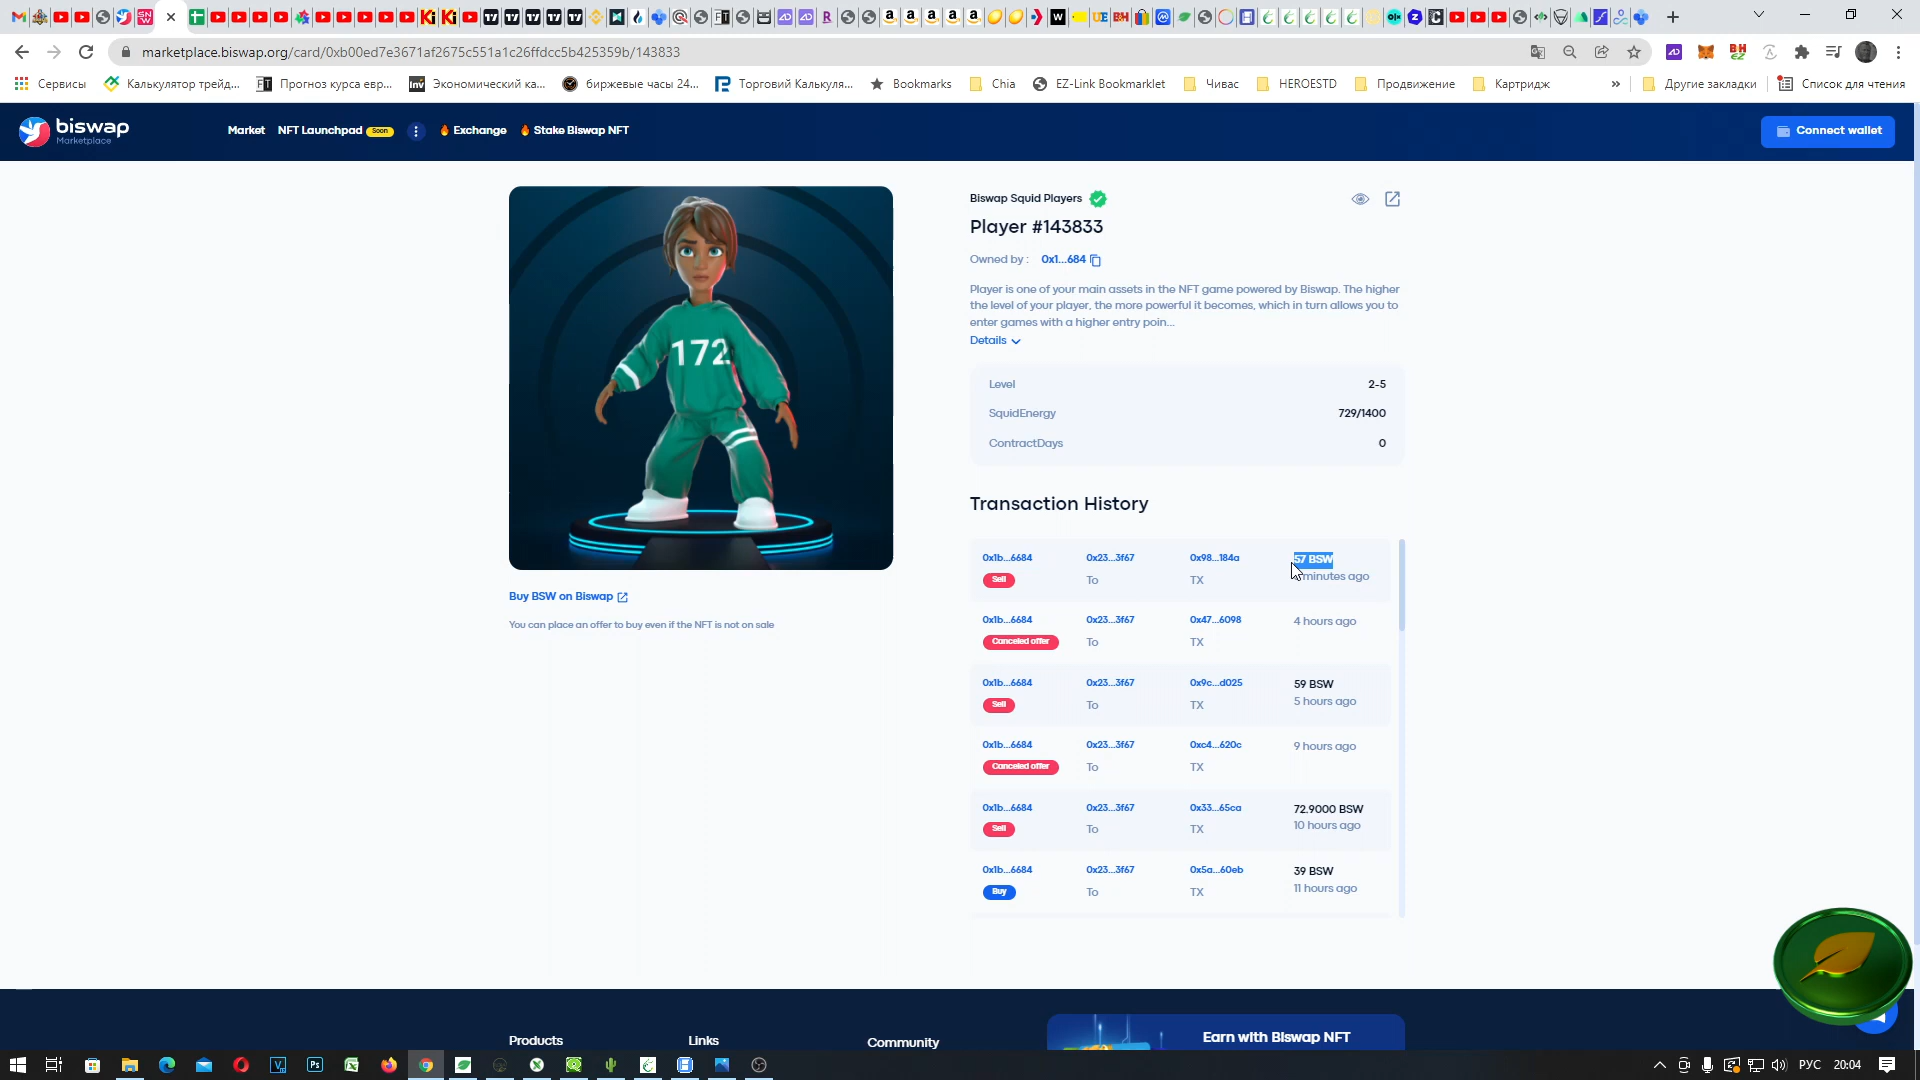 marketplace.biswap.org/card/0xb00ed7e3671af2675c551a1c26ffdcc5b425359b/143833
Сервисы
Калькулятор трейд...
Прогноз курса евр...
Экономический ка...
биржевые часы 24...
Торговий Калькуля...
Bookmarks
Chia
EZ-Link Bookmarklet
Чивас
HEROESTD
Продвижение
Картридж
»
Другие закладки
Список для чтения
biswap
Marketplace
Market
NFT Launchpad
Soon
Exchange
Stake Biswap NFT
Connect wallet
172
Buy BSW on Biswap
You can place an offer to buy even if the NFT is not on sale
Biswap Squid Players
Player #143833
Owned by :
0x1...684
Player is one of your main assets in the NFT game powered by Biswap. The higher
the level of your player, the more powerful it becomes, which in turn allows you to
enter games with a higher entry poin...
Details
Level
2-5
SquidEnergy
729/1400
ContractDays
0
Transaction History
0x1b...6684
0x23...3f67
0x98...184a
57 BSW
Sell
To
TX
minutes ago
0x1b...6684
0x23...3f67
0x47...6098
4 hours ago
Canceled offer
To
TX
0x1b...6684
0x23...3f67
0x9c...d025
59 BSW
Sell
To
TX
5 hours ago
0x1b...6684
0x23...3f67
0xc4...620c
9 hours ago
Canceled offer
To
TX
0x1b...6684
0x23...3f67
0x33...65ca
72.9000 BSW
Sell
To
TX
10 hours ago
0x1b...6684
0x23...3f67
0x5a...60eb
39 BSW
Buy
To
TX
11 hours ago
Products
Links
Community
Earn with Biswap NFT
РУС
20:04